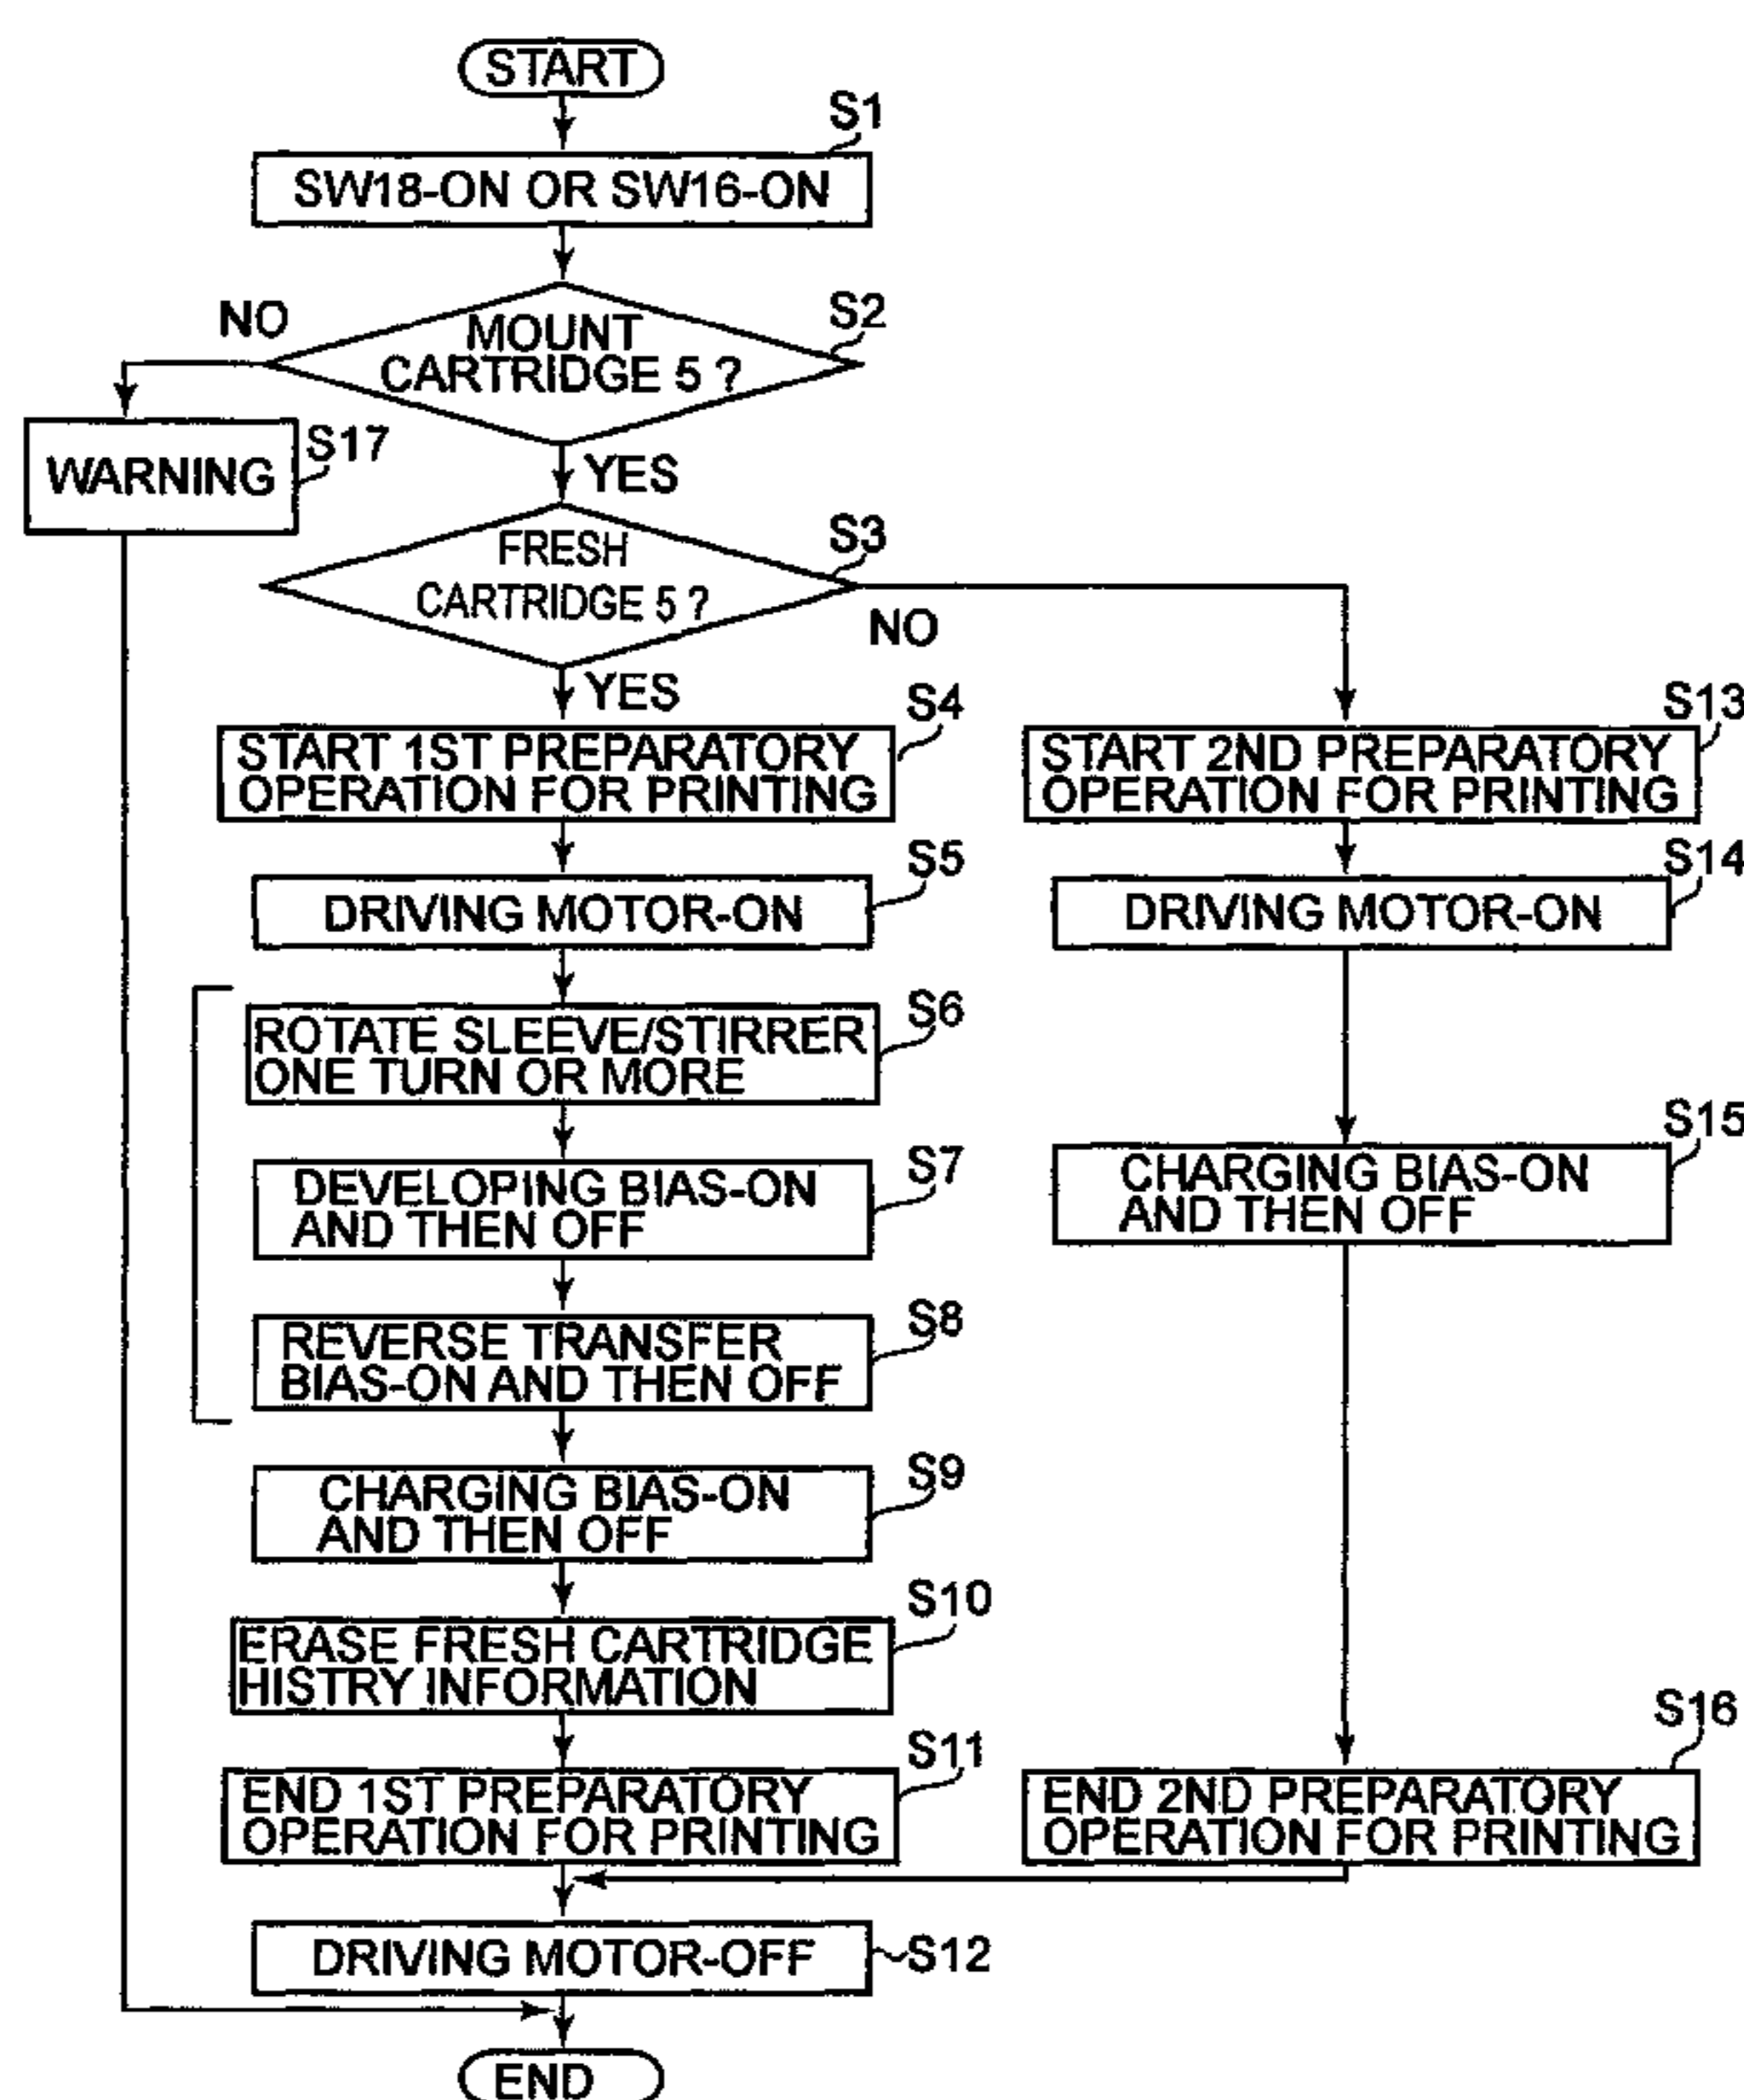 START
S1
SW18-ON OR SW16-ON
S2
NO
MOUNT
CARTRIDGE 5 ?
S17
WARNING
YES
S3
FRESH
CARTRIDGE 5 ?
NO
YES
S4
START 1ST PREPARATORY
OPERATION FOR PRINTING
S13
START 2ND PREPARATORY
OPERATION FOR PRINTING
S5
DRIVING MOTOR-ON
S14
DRIVING MOTOR-ON
S6
ROTATE SLEEVE/STIRRER
ONE TURN OR MORE
S7
DEVELOPING BIAS-ON
AND THEN OFF
S15
CHARGING BIAS-ON
AND THEN OFF
S8
REVERSE TRANSFER
BIAS-ON AND THEN OFF
S9
CHARGING BIAS-ON
AND THEN OFF
S10
ERASE FRESH CARTRIDGE
HISTRY INFORMATION
S11
END 1ST PREPARATORY
OPERATION FOR PRINTING
S16
END 2ND PREPARATORY
OPERATION FOR PRINTING
DRIVING MOTOR-OFF
S12
END